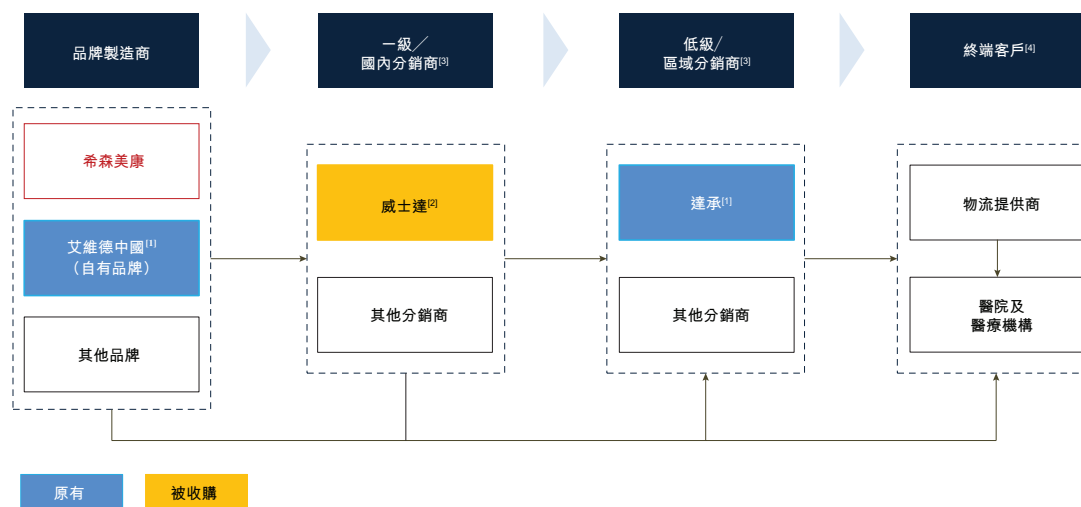 品牌製造商
一級╱
國內分銷商[3]
低級╱
區域分銷商[3]
終端客戶[4]
希森美康
艾維德中國[1]
（自有品牌）
其他品牌
威士達[2]
其他分銷商
達承[1]
其他分銷商
物流提供商
醫院及
醫療機構
原有
被收購